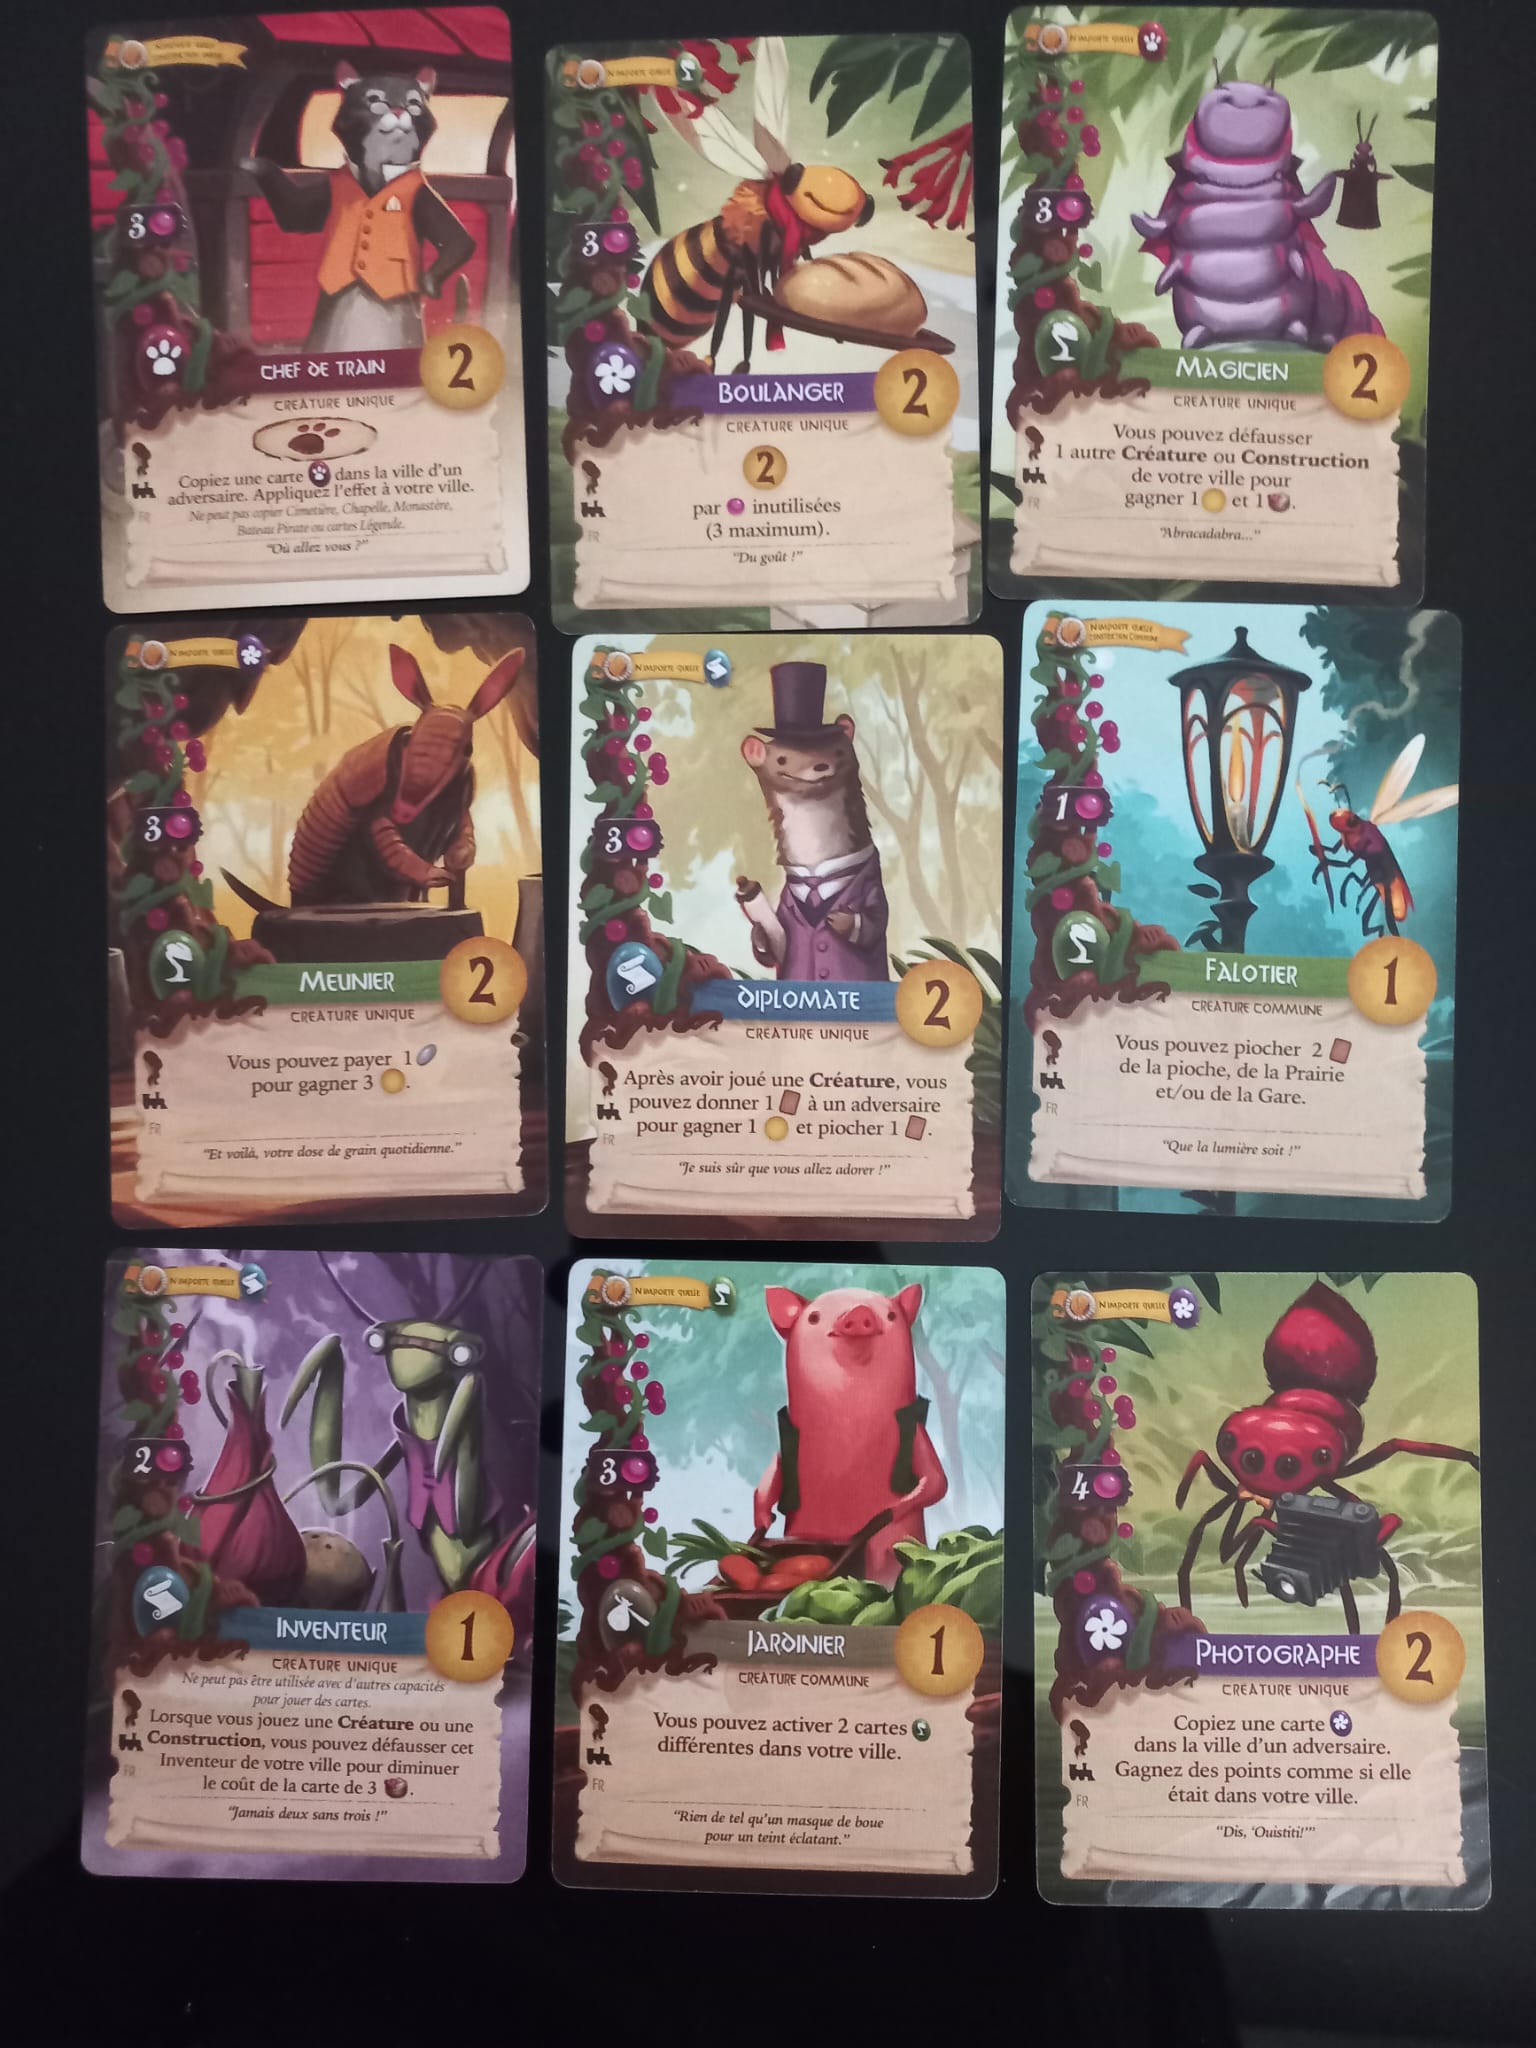 N'IMPORTE QUELLE
CONSTRUCTION UNIQUE
3
CHEF DE TRAIN
2
CRÉATURE UNIQUE
Copiez une carte dans la ville d'un
adversaire. Appliquez l'effet à votre ville.
Ne peut pas copier Cimetière, Chapelle, Monastère,
Bateau Pirate ou cartes Légende.
"Où allez vous ?"
FR
N'IMPORTE QUELLE
3
BOULANGER
2
CRÉATURE UNIQUE
2
par inutilisées
(3 maximum).
"Du goût !"
FR
N'IMPORTE QUELLE
3
MAGICIEN
2
CRÉATURE UNIQUE
Vous pouvez défausser
1 autre Créature ou Construction
de votre ville pour
gagner 1 et 1 .
"Abracadabra..."
FR
N'IMPORTE QUELLE
3
MEUNIER
2
CRÉATURE UNIQUE
Vous pouvez payer 1
pour gagner 3 .
"Et voilà, votre dose de grain quotidienne."
FR
N'IMPORTE QUELLE
3
DIPLOMATE
2
CRÉATURE UNIQUE
Après avoir joué une Créature, vous
pouvez donner 1 à un adversaire
pour gagner 1 et piocher 1 .
"Je suis sûr que vous allez adorer !"
FR
N'IMPORTE QUELLE
CONSTRUCTION COMMUNE
1
FALOTIER
1
CRÉATURE COMMUNE
Vous pouvez piocher 2
de la pioche, de la Prairie
et/ou de la Gare.
"Que la lumière soit !"
FR
N'IMPORTE QUELLE
2
INVENTEUR
1
CRÉATURE UNIQUE
Ne peut pas être utilisée avec d'autres capacités
pour jouer des cartes.
Lorsque vous jouez une Créature ou une
Construction, vous pouvez défausser cet
Inventeur de votre ville pour diminuer
le coût de la carte de 3 .
"Jamais deux sans trois !"
FR
N'IMPORTE QUELLE
3
JARDINIER
1
CRÉATURE COMMUNE
Vous pouvez activer 2 cartes
différentes dans votre ville.
"Rien de tel qu'un masque de boue
pour un teint éclatant."
FR
N'IMPORTE QUELLE
4
PHOTOGRAPHE
2
CRÉATURE UNIQUE
Copiez une carte
dans la ville d'un adversaire.
Gagnez des points comme si elle
était dans votre ville.
"Dis, 'Ouistiti!'"
FR